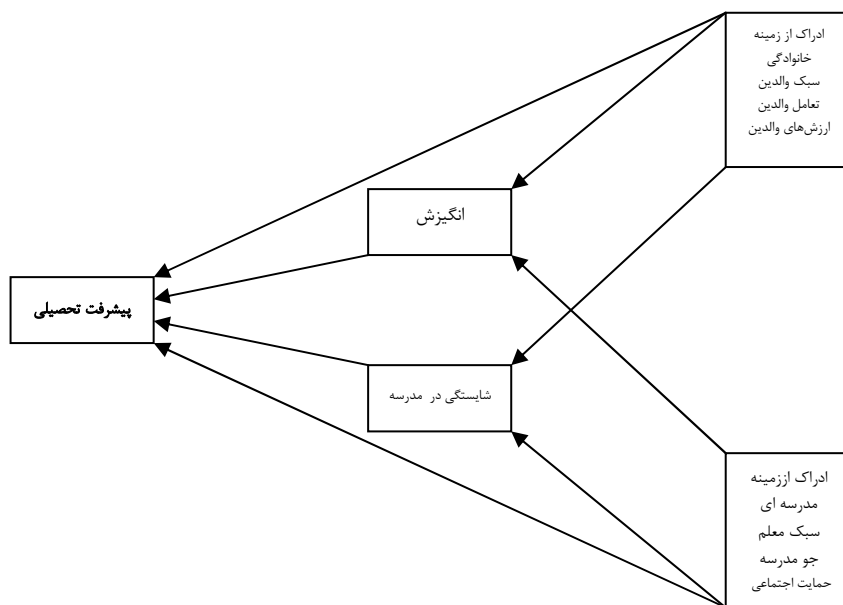 ادراک از زمینه
خانوادگی
سبک والدین
تعامل والدین
ارزش‌های والدین
انگیزش
پیشرفت تحصیلی
شایستگی در مدرسه
ادراک اززمینه
مدرسه ای
سبک معلم
جو مدرسه
حمایت اجتماعی